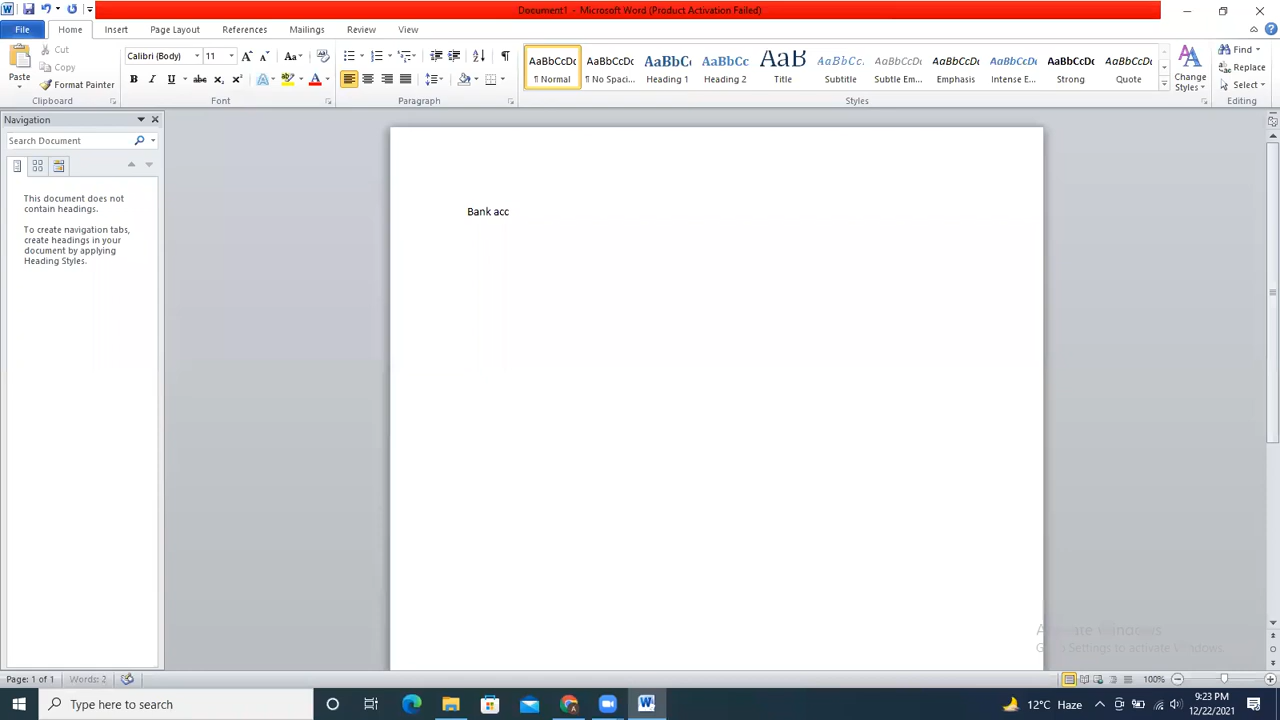 Document1 - Microsoft Word (Product Activation Failed)
File Home Insert Page Layout References Mailings Review View
Paste
Cut
Copy
Format Painter
Clipboard
Calibri (Body) 11
Font
Paragraph
AaBbCcDc AaBbCcDc AaBbC AaBbCc AaB AaBbCc. AaBbCcDc AaBbCcDc AaBbCcDc AaBbCcDc AaBbCcDc
¶ Normal ¶ No Spaci... Heading 1 Heading 2 Title Subtitle Subtle Em... Emphasis Intense E... Strong Quote
Styles
Change Styles
Find
Replace
Select
Editing
Navigation
Search Document
This document does not
contain headings.
To create navigation tabs,
create headings in your
document by applying
Heading Styles.
Bank acc
Activate Windows
Go to Settings to activate Windows.
Page: 1 of 1 Words: 2 100%
Type here to search
12°C Haze
9:23 PM
12/22/2021